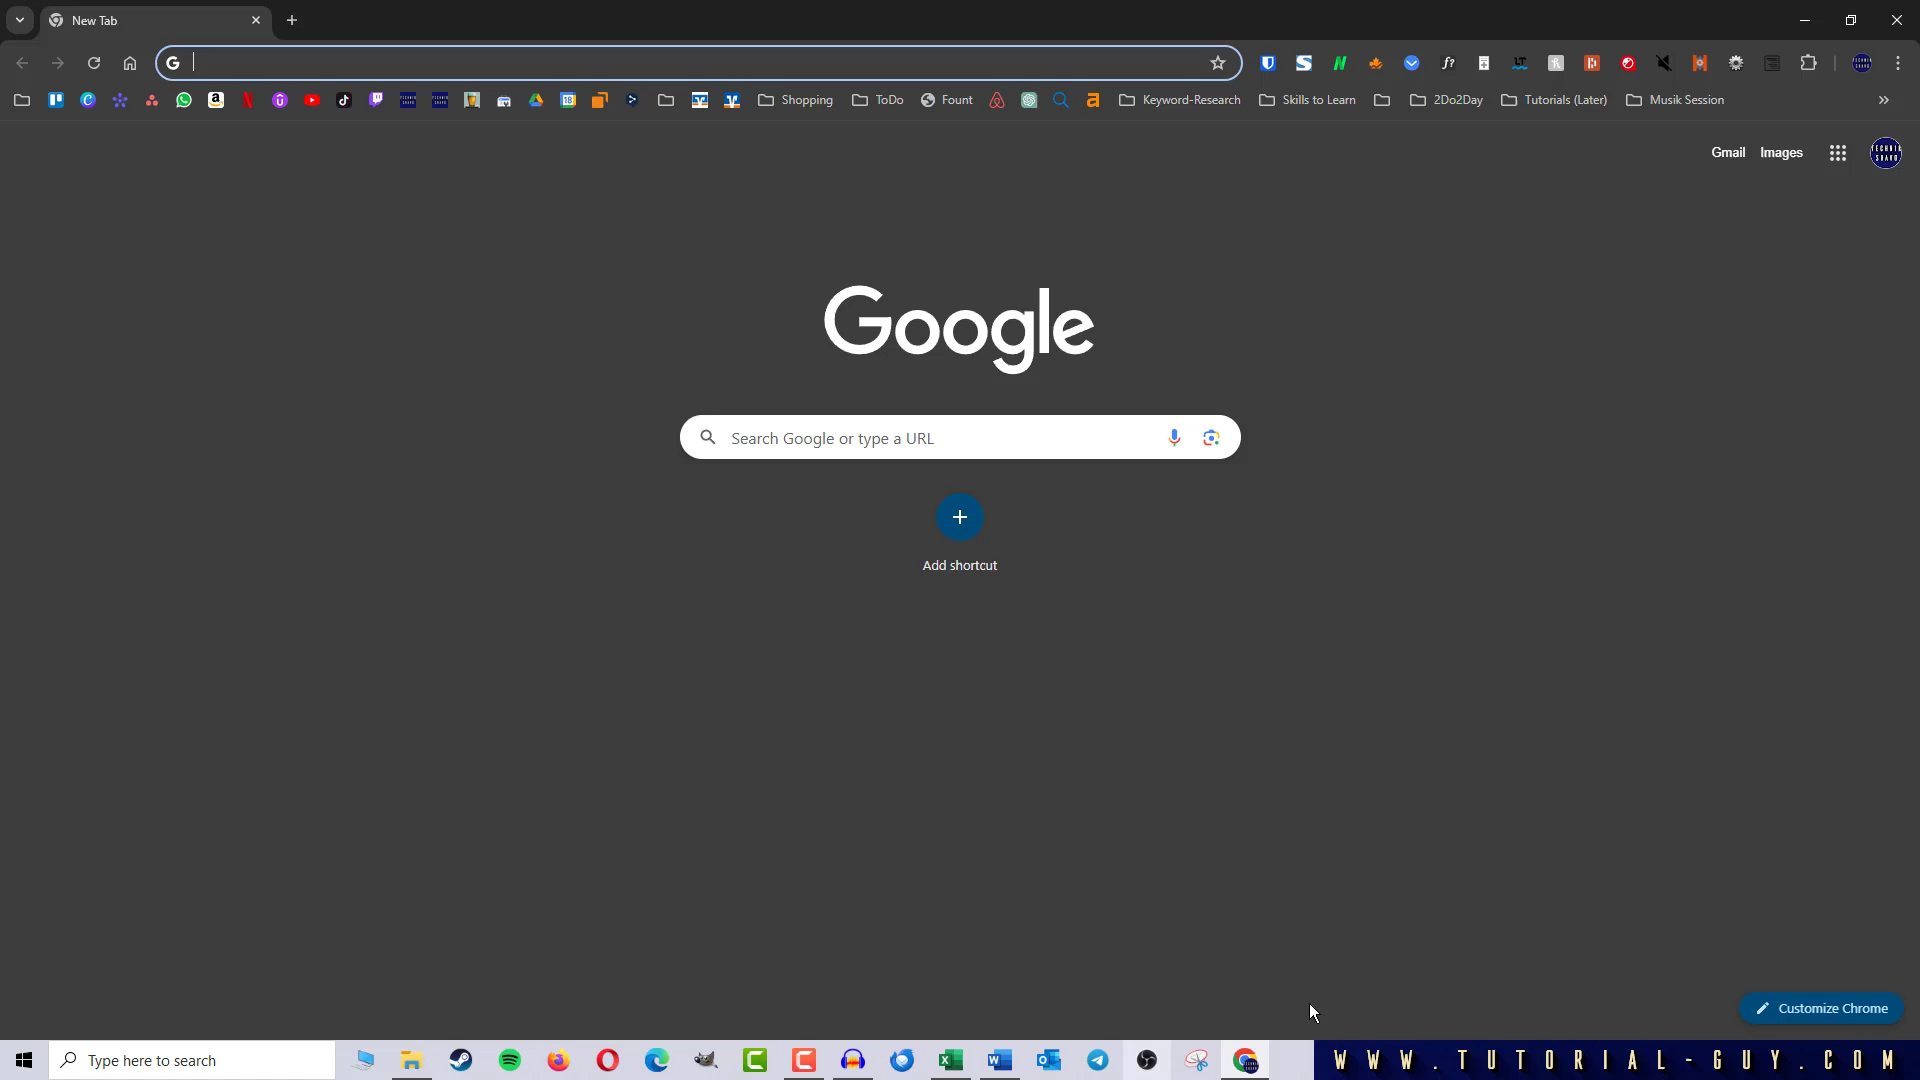 New Tab
Shopping
ToDo
Fount
Keyword-Research
Skills to Learn
2Do2Day
Tutorials (Later)
Musik Session
Gmail
Images
Google
Search Google or type a URL
Add shortcut
Customize Chrome
Type here to search
WWW.TUTORIAL-GUY.COM